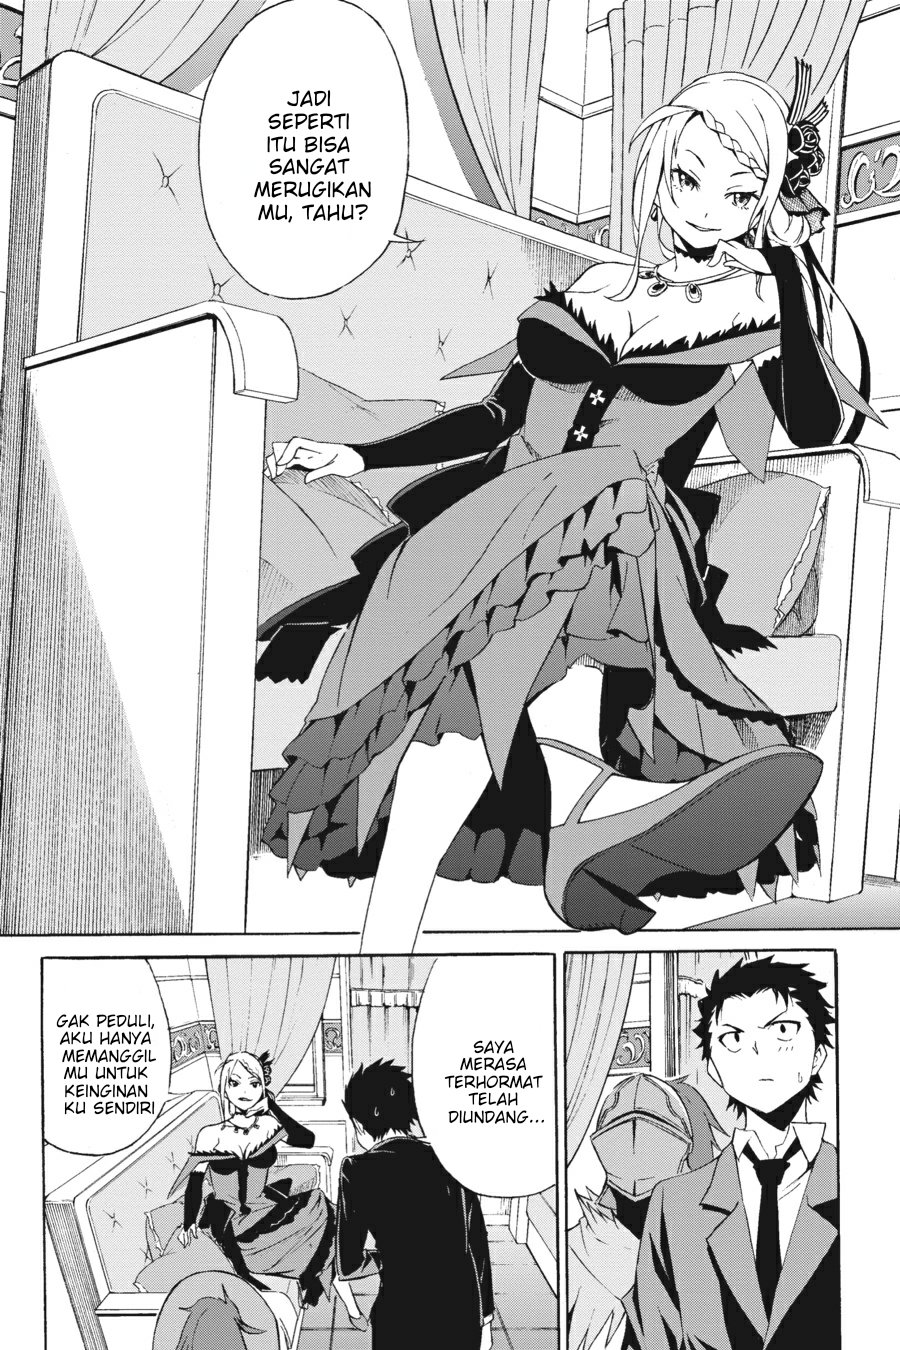 JADI
SEPERTI
ITU BISA
SANGAT
MERUGIKAN
MU, TAHU?
SAYA
MERASA
TERHORMAT
TELAH
DIUNDANG...
GAK PEDULI,
AKU HANYA
MEMANGGIL
MU UNTUK
KEINGINAN
KU SENDIRI